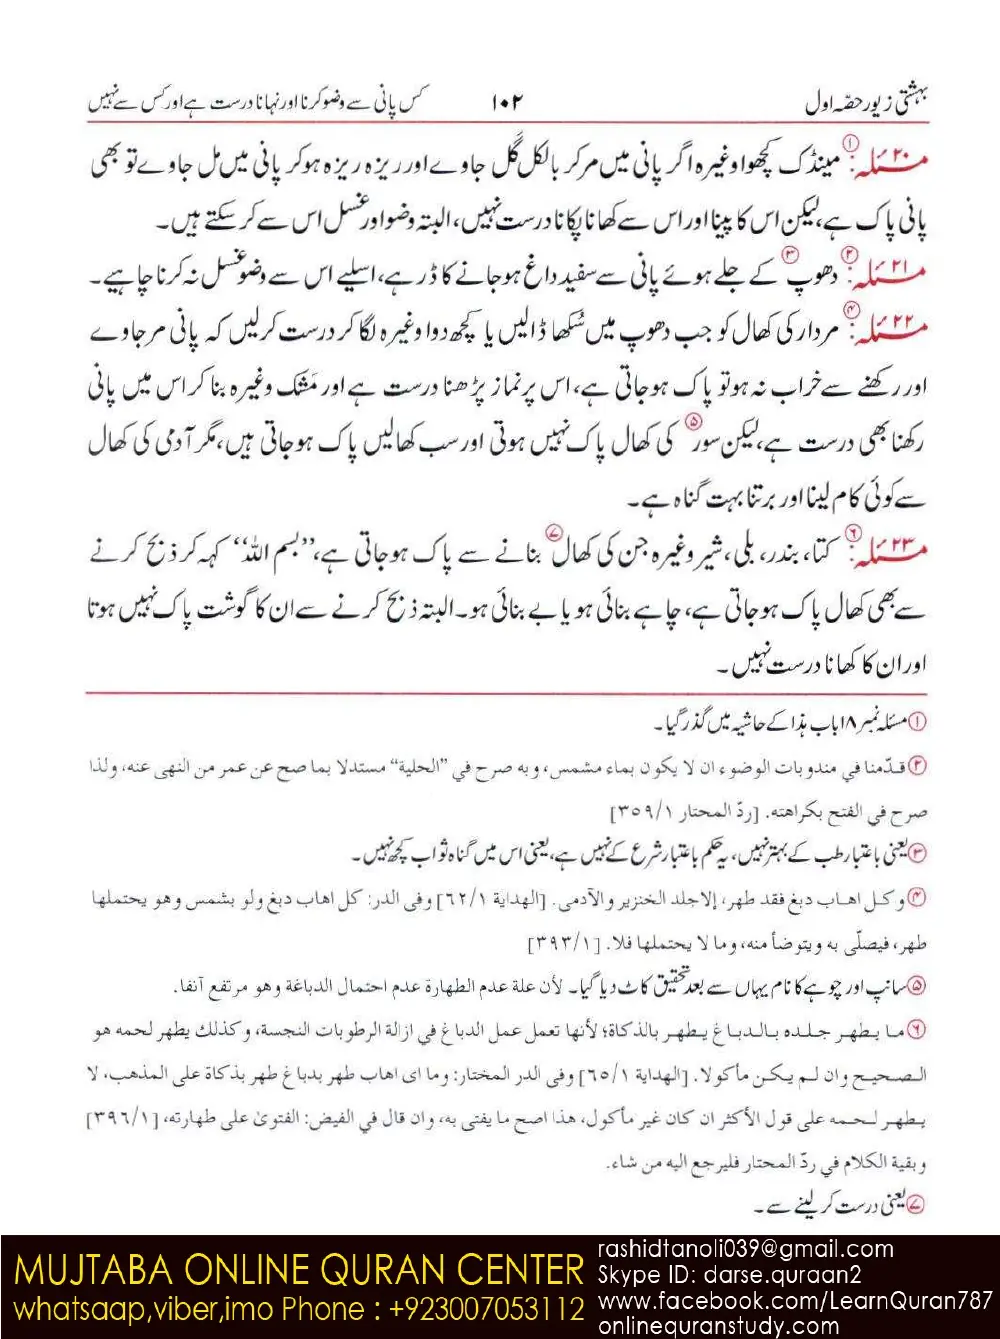 بہشتی زیور حصّہ اول ۱۰۲ کس پانی سے وضو کرنا اور نہانا درست ہے اور کس سے نہیں
مسئلہ ۲۰: ① مینڈک کچھوا وغیرہ اگر پانی میں مر کر بالکل گَل جاوے اور ریزہ ریزہ ہو کر پانی میں مل جاوے تو بھی
پانی پاک ہے، لیکن اس کا پینا اور اس سے کھانا پکانا درست نہیں، البتہ وضو اور غسل اس سے کر سکتے ہیں۔
مسئلہ ۲۱: ② دھوپ ③ کے جلے ہوئے پانی سے سفید داغ ہو جانے کا ڈر ہے، اسلیے اس سے وضو غسل نہ کرنا چاہیے۔
مسئلہ ۲۲: ④ مردار کی کھال کو جب دھوپ میں سُکھا ڈالیں یا کچھ دوا وغیرہ لگا کر درست کر لیں کہ پانی مر جاوے
اور رکھنے سے خراب نہ ہو تو پاک ہو جاتی ہے، اس پر نماز پڑھنا درست ہے اور مَشک وغیرہ بنا کر اس میں پانی
رکھنا بھی درست ہے، لیکن سور ⑤ کی کھال پاک نہیں ہوتی اور سب کھالیں پاک ہو جاتی ہیں، مگر آدمی کی کھال
سے کوئی کام لینا اور برتنا بہت گناہ ہے۔
مسئلہ ۲۳: ⑥ کتا، بندر، بلی، شیر وغیرہ جن کی کھال ⑦ بنانے سے پاک ہو جاتی ہے، ”بسم اللہ“ کہہ کر ذبح کرنے
سے بھی کھال پاک ہو جاتی ہے، چاہے بنائی ہو یا بے بنائی ہو۔ البتہ ذبح کرنے سے ان کا گوشت پاک نہیں ہوتا
اور ان کا کھانا درست نہیں۔
① مسئلہ نمبر ۱۸ باب ہذا کے حاشیہ میں گذر گیا۔
② قدّمنا في مندوبات الوضوء ان لا يكون بماء مشمس، وبه صرح في ”الحلية“ مستدلا بما صح عن عمر من النهى عنه، ولذا
صرح في الفتح بكراهته. [ردّ المحتار ۳۵۹/۱]
③ یعنی باعتبار طب کے بہتر نہیں، یہ حکم باعتبار شرع کے نہیں ہے، یعنی اس میں گناہ ثواب کچھ نہیں۔
④ وكل اهاب دبغ فقد طهر، إلا جلد الخنزير والآدمى. [الهداية ۶۲/۱] وفى الدر: كل اهاب دبغ ولو بشمس وهو يحتملها
طهر، فيصلّى به ويتوضأ منه، وما لا يحتملها فلا. [۳۹۳/۱]
⑤ سانپ اور چوہے کا نام یہاں سے بعد تحقیق کاٹ دیا گیا۔ لأن علة عدم الطهارة عدم احتمال الدباغة وهو مرتفع آنفا.
⑥ ما يطهر جلده بالدباغ يطهر بالذكاة؛ لأنها تعمل عمل الدباغ في ازالة الرطوبات النجسة، وكذلك يطهر لحمه هو
الصحيح وان لم يكن مأكولا. [الهداية ۶۵/۱] وفى الدر المختار: وما اى اهاب طهر بدباغ طهر بذكاة على المذهب، لا
يطهر لحمه على قول الأكثر ان كان غير مأكول، هذا اصح ما يفتى به، وان قال في الفيض: الفتوىٰ على طهارته، [۳۹۶/۱]
وبقية الكلام في ردّ المحتار فليرجع اليه من شاء.
⑦ یعنی درست کر لینے سے۔
MUJTABA ONLINE QURAN CENTER
whatsaap,viber,imo Phone : +923007053112
rashidtanoli039@gmail.com
Skype ID: darse.quraan2
www.facebook.com/LearnQuran787
onlinequranstudy.com